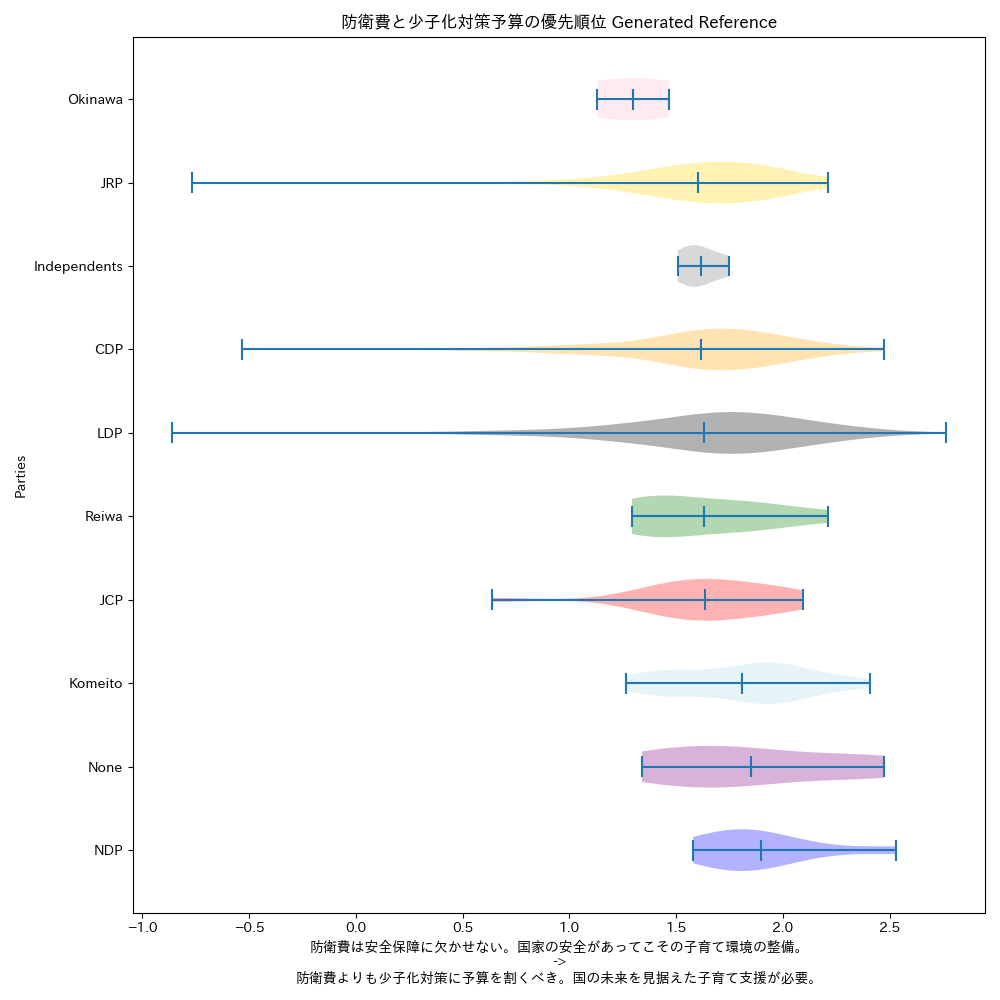 防衛費と少子化対策予算の優先順位 Generated Reference
Okinawa
JRP
Independents
CDP
LDP
Parties
Reiwa
JCP
Komeito
None
NDP
−1.0 −0.5 0.0 0.5 1.0 1.5 2.0 2.5
防衛費は安全保障に欠かせない。国家の安全があってこその子育て環境の整備。
->
防衛費よりも少子化対策に予算を割くべき。国の未来を見据えた子育て支援が必要。